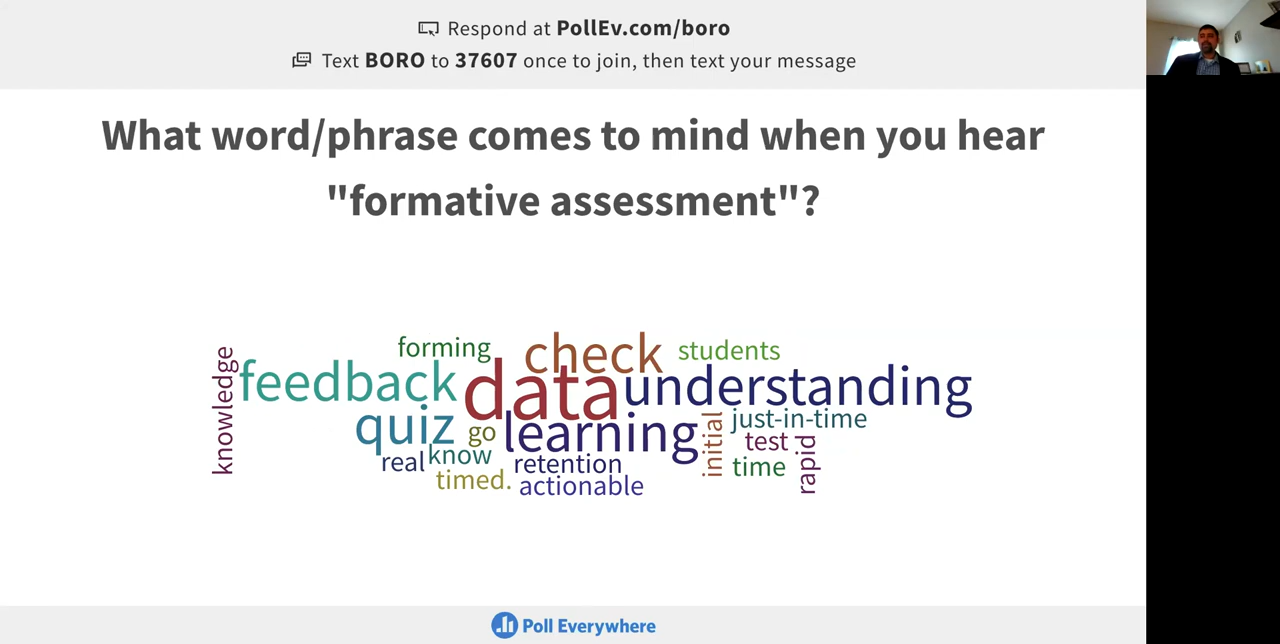 Respond at PollEv.com/boro
Text BORO to 37607 once to join, then text your message
What word/phrase comes to mind when you hear
"formative assessment"?
forming
check
students
knowledge
feedback
data
understanding
quiz
go
learning
initial
just-in-time
test
rapid
real
know
retention
time
timed.
actionable
Poll Everywhere